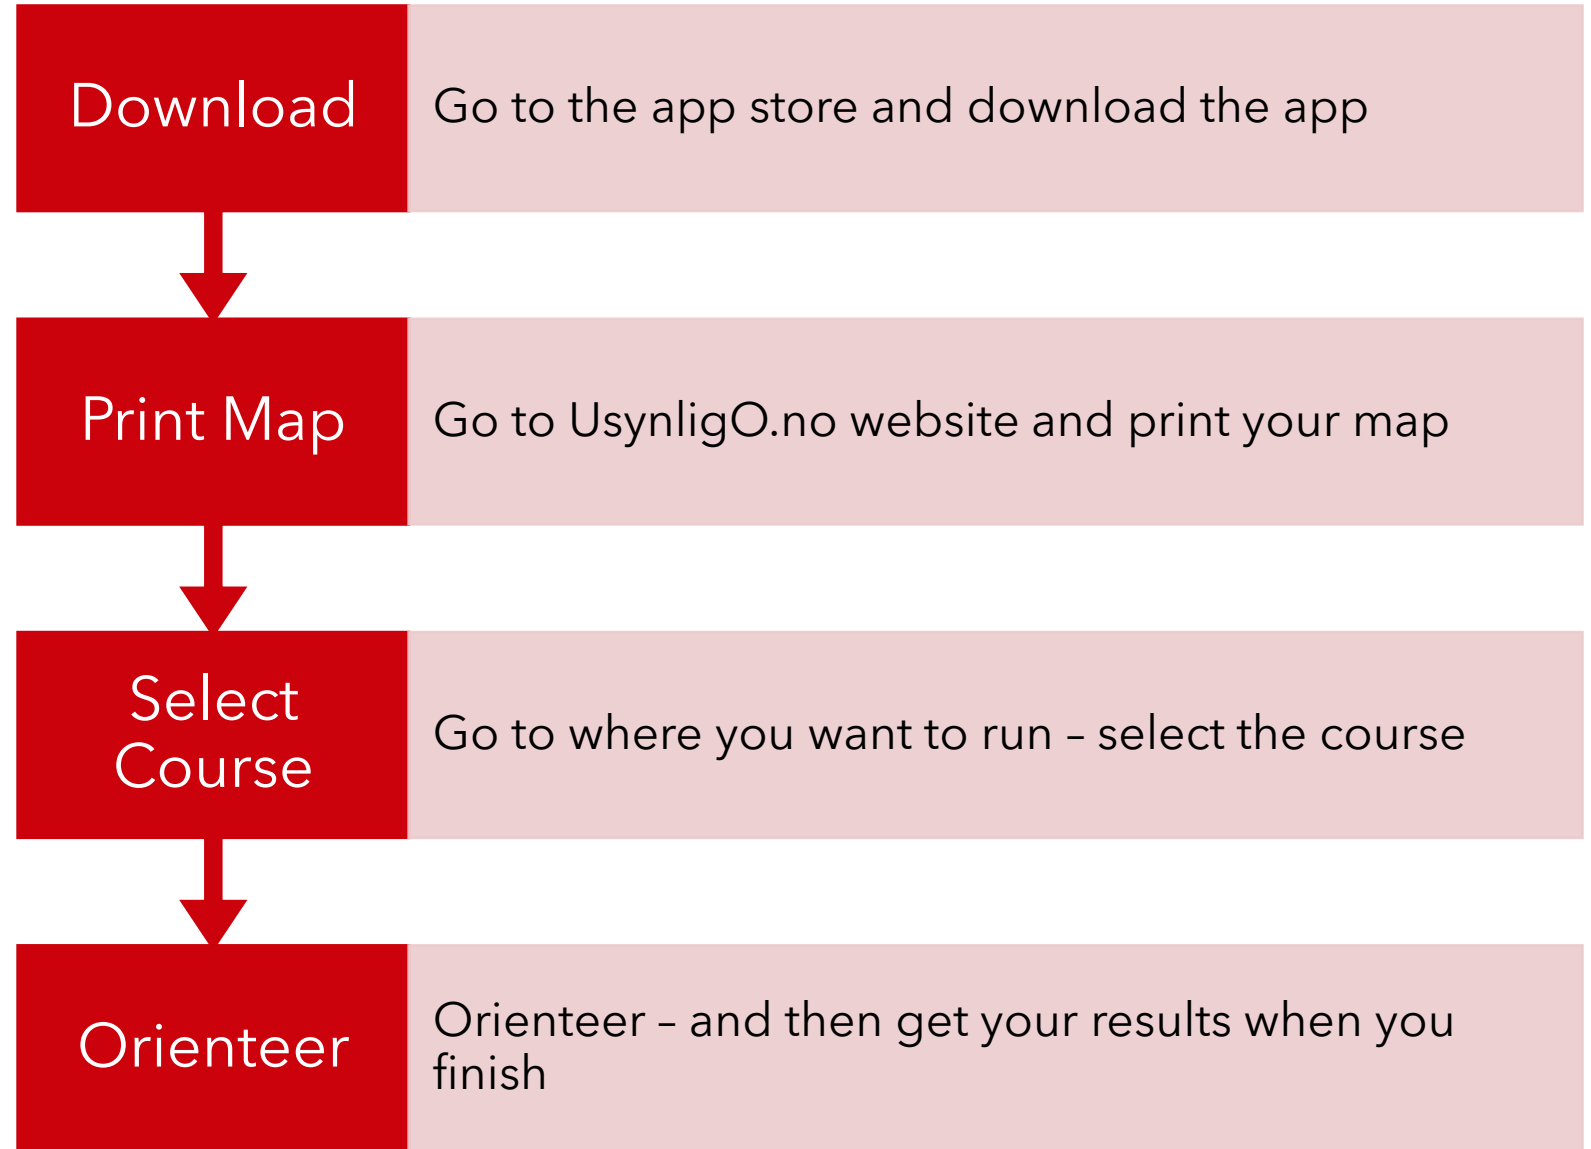 Download
Go to the app store and download the app
Print Map
Go to UsynligO.no website and print your map
Select
Course
Go to where you want to run – select the course
Orienteer
Orienteer – and then get your results when you
finish